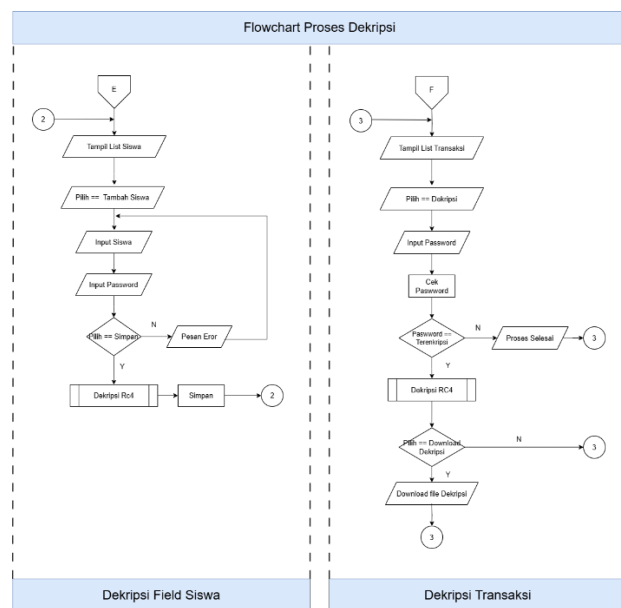 Flowchart Proses Dekripsi
E
2
Tampil List Siswa
Pilih == Tambah Siswa
Input Siswa
Input Password
Pilih == Simpan
N
Pesan Eror
Y
Dekripsi Rc4
Simpan
2
Dekripsi Field Siswa
F
3
Tampil List Transaksi
Pilih == Dekripsi
Input Password
Cek
Paswword
Paswword ==
Terenkripsi
N
Proses Selesai
3
Y
Dekripsi RC4
Pilih == Download
Dekripsi
N
3
Y
Download file Dekripsi
3
Dekripsi Transaksi